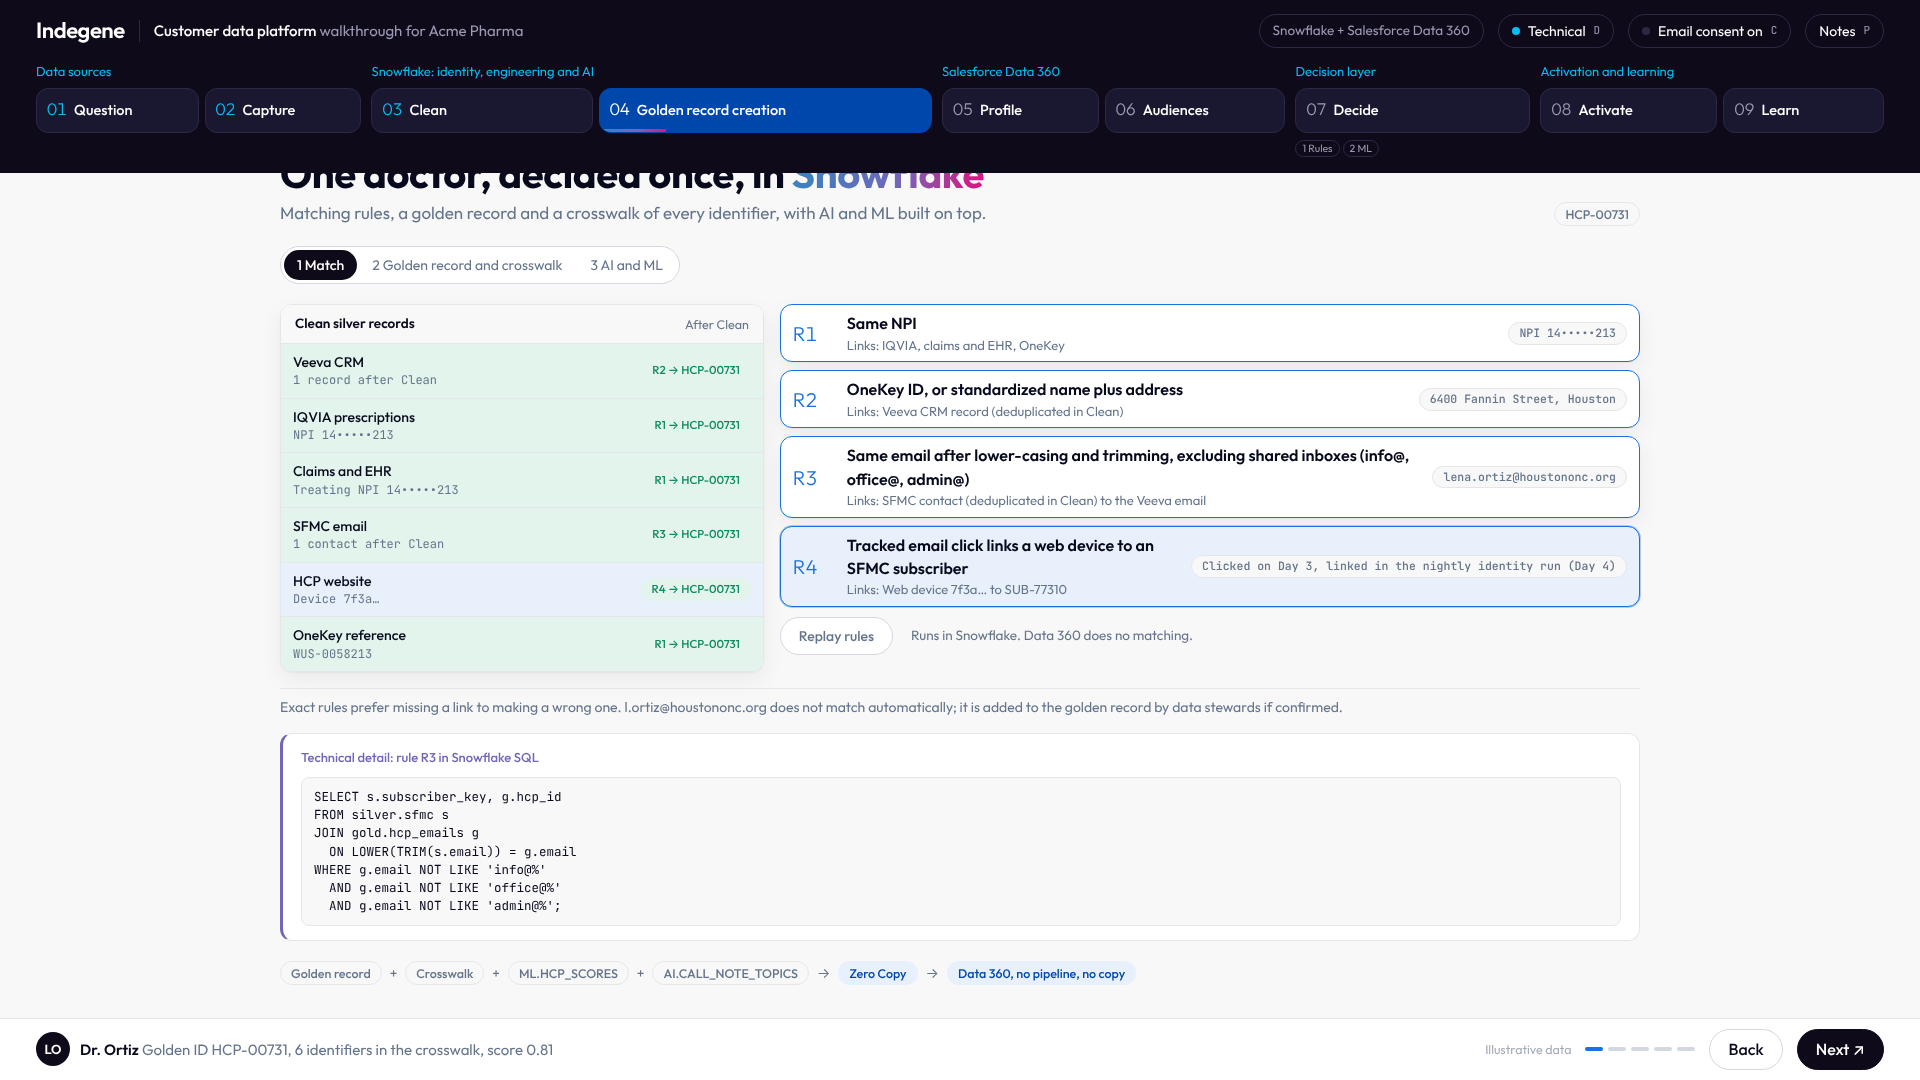 Indegene
Customer data platform walkthrough for Acme Pharma
Snowflake + Salesforce Data 360
Technical D
Email consent on C
Notes P
Data sources
Snowflake: identity, engineering and AI
Salesforce Data 360
Decision layer
Activation and learning
01 Question
02 Capture
03 Clean
04 Golden record creation
05 Profile
06 Audiences
07 Decide
08 Activate
09 Learn
1 Rules
2 ML
One doctor, decided once, in Snowflake
Matching rules, a golden record and a crosswalk of every identifier, with AI and ML built on top.
HCP-00731
1 Match
2 Golden record and crosswalk
3 AI and ML
Clean silver records
After Clean
Veeva CRM
1 record after Clean
R2 → HCP-00731
IQVIA prescriptions
NPI 14•••••213
R1 → HCP-00731
Claims and EHR
Treating NPI 14•••••213
R1 → HCP-00731
SFMC email
1 contact after Clean
R3 → HCP-00731
HCP website
Device 7f3a…
R4 → HCP-00731
OneKey reference
WUS-0058213
R1 → HCP-00731
R1
Same NPI
Links: IQVIA, claims and EHR, OneKey
NPI 14•••••213
R2
OneKey ID, or standardized name plus address
Links: Veeva CRM record (deduplicated in Clean)
6400 Fannin Street, Houston
R3
Same email after lower-casing and trimming, excluding shared inboxes (info@,
office@, admin@)
Links: SFMC contact (deduplicated in Clean) to the Veeva email
lena.ortiz@houstononc.org
R4
Tracked email click links a web device to an
SFMC subscriber
Links: Web device 7f3a… to SUB-77310
Clicked on Day 3, linked in the nightly identity run (Day 4)
Replay rules
Runs in Snowflake. Data 360 does no matching.
Exact rules prefer missing a link to making a wrong one. l.ortiz@houstononc.org does not match automatically; it is added to the golden record by data stewards if confirmed.
Technical detail: rule R3 in Snowflake SQL
SELECT s.subscriber_key, g.hcp_id
FROM silver.sfmc s
JOIN gold.hcp_emails g
ON LOWER(TRIM(s.email)) = g.email
WHERE g.email NOT LIKE 'info@%'
AND g.email NOT LIKE 'office@%'
AND g.email NOT LIKE 'admin@%';
Golden record + Crosswalk + ML.HCP_SCORES + AI.CALL_NOTE_TOPICS → Zero Copy → Data 360, no pipeline, no copy
LO
Dr. Ortiz Golden ID HCP-00731, 6 identifiers in the crosswalk, score 0.81
Illustrative data
Back
Next ↗